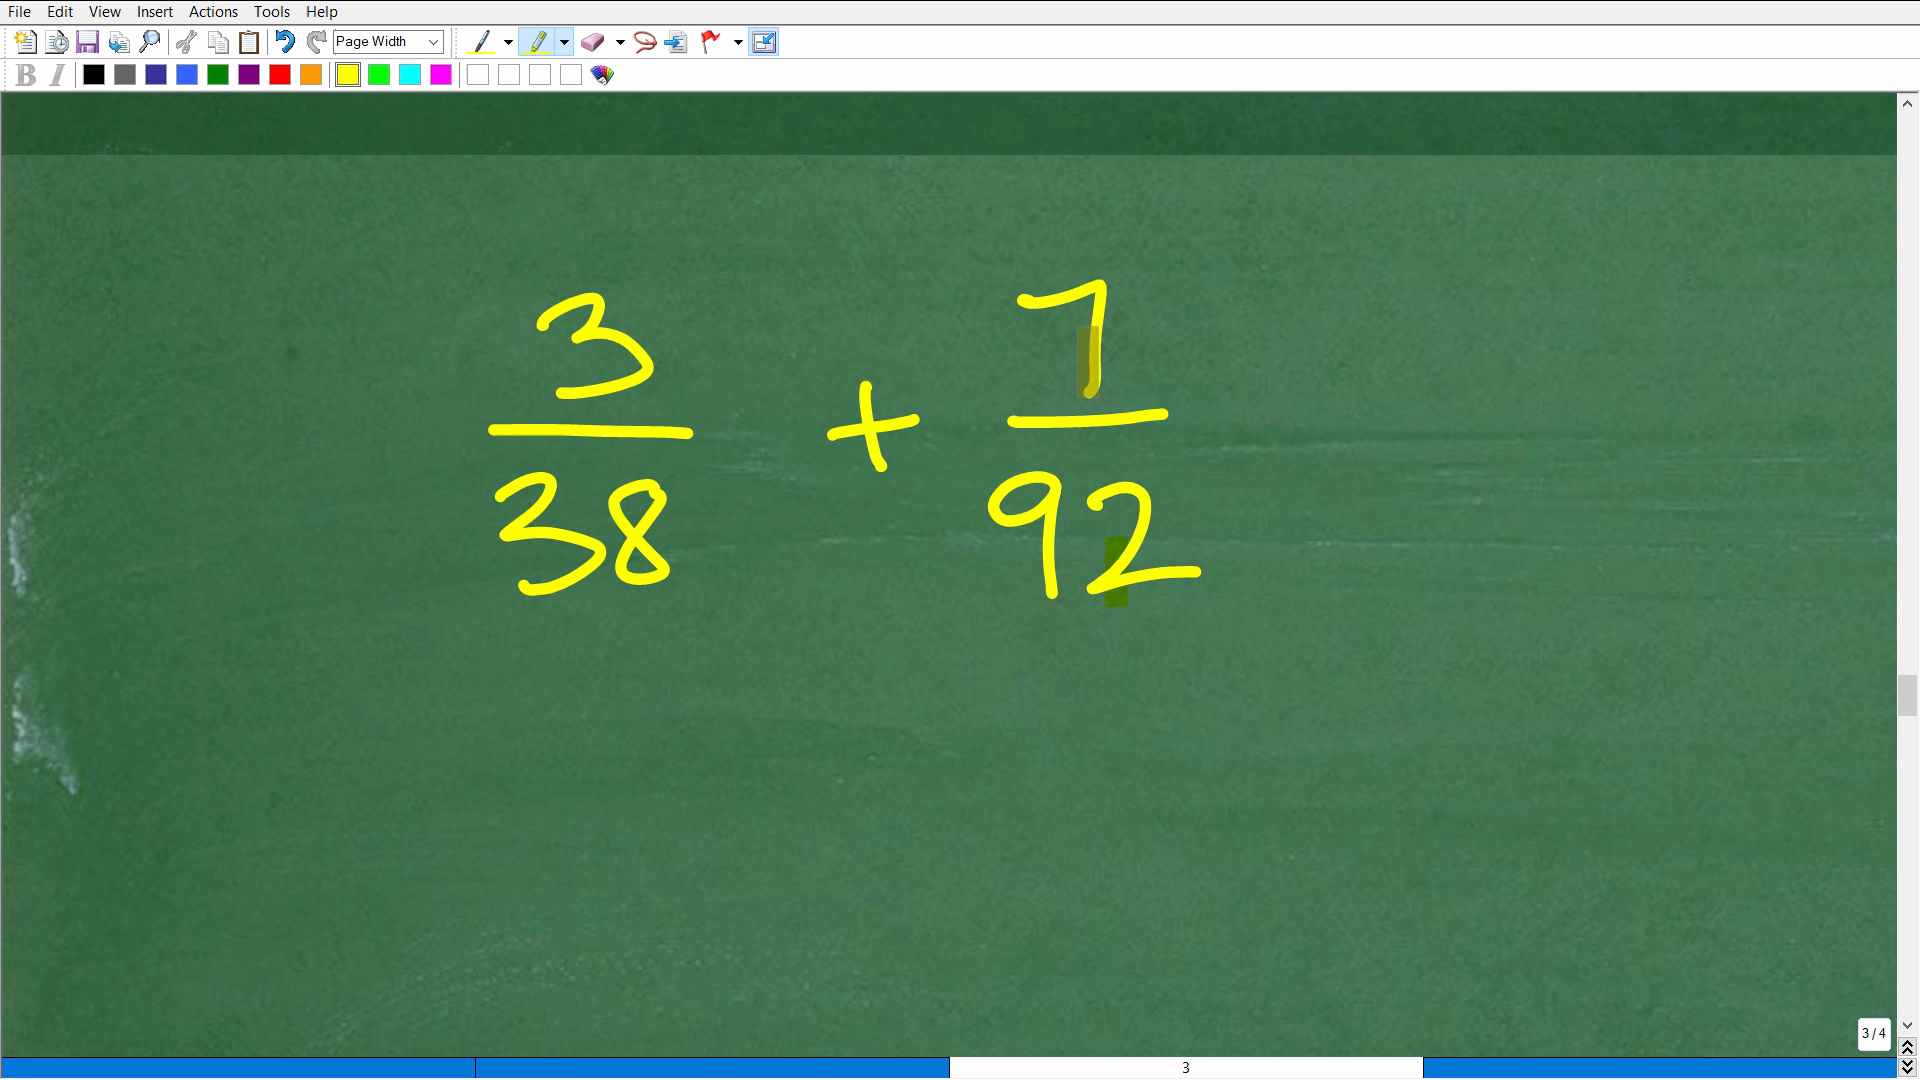 File Edit View Insert Actions Tools Help
Page Width
B I
3/38 + 7/92
3 / 4
3